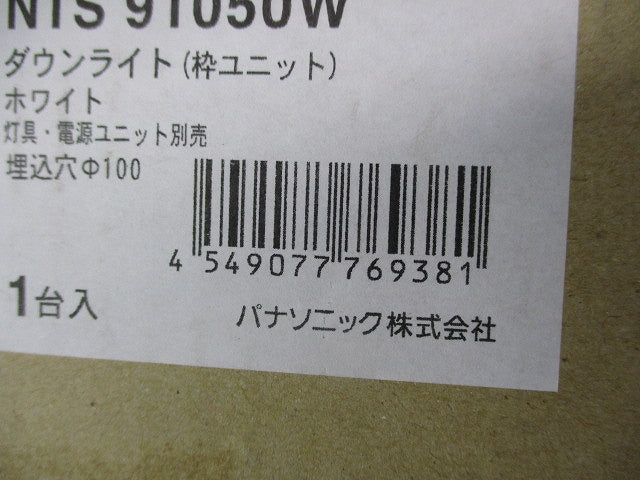 NTS 91050W
ダウンライト(枠ユニット)
ホワイト
灯具・電源ユニット別売
埋込穴Φ100
4 549077 769381
1台入
パナソニック株式会社